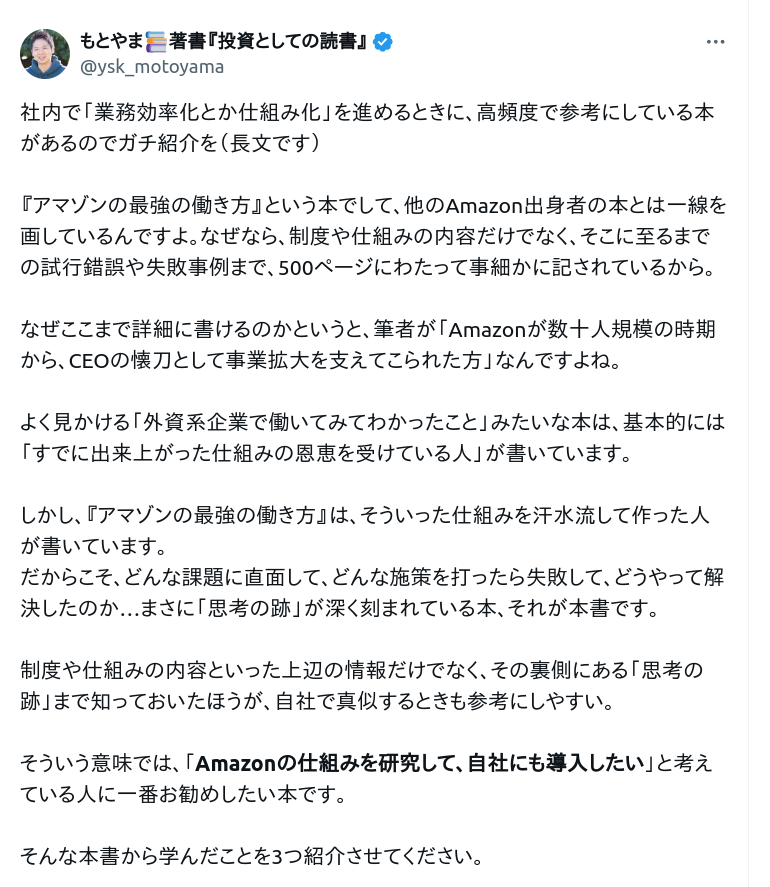 もとやま📚著書『投資としての読書』
@ysk_motoyama
社内で「業務効率化とか仕組み化」を進めるときに、高頻度で参考にしている本
があるのでガチ紹介を（長文です）
『アマゾンの最強の働き方』という本でして、他のAmazon出身者の本とは一線を
画しているんですよ。なぜなら、制度や仕組みの内容だけでなく、そこに至るまで
の試行錯誤や失敗事例まで、500ページにわたって事細かに記されているから。
なぜここまで詳細に書けるのかというと、筆者が「Amazonが数十人規模の時期
から、CEOの懐刀として事業拡大を支えてこられた方」なんですよね。
よく見かける「外資系企業で働いてみてわかったこと」みたいな本は、基本的には
「すでに出来上がった仕組みの恩恵を受けている人」が書いています。
しかし、『アマゾンの最強の働き方』は、そういった仕組みを汗水流して作った人
が書いています。
だからこそ、どんな課題に直面して、どんな施策を打ったら失敗して、どうやって解
決したのか…まさに「思考の跡」が深く刻まれている本、それが本書です。
制度や仕組みの内容といった上辺の情報だけでなく、その裏側にある「思考の
跡」まで知っておいたほうが、自社で真似するときも参考にしやすい。
そういう意味では、「Amazonの仕組みを研究して、自社にも導入したい」と考え
ている人に一番お勧めしたい本です。
そんな本書から学んだことを3つ紹介させてください。